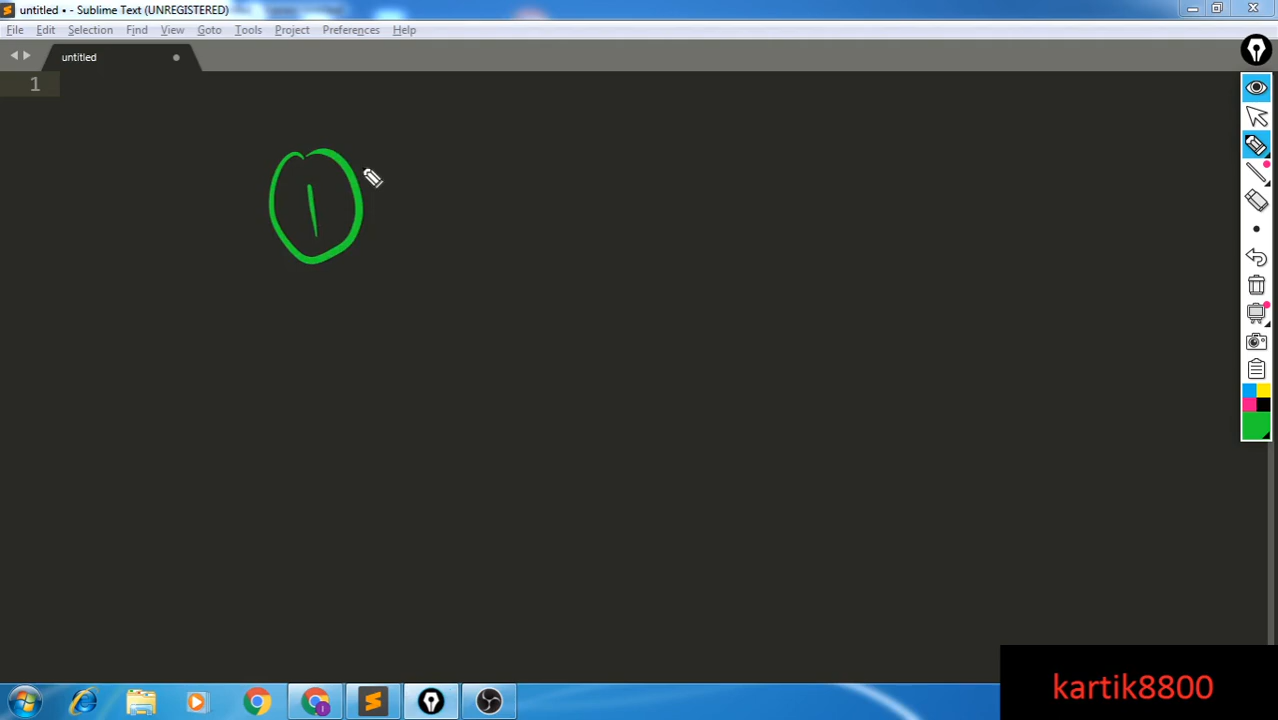 untitled • - Sublime Text (UNREGISTERED)
File Edit Selection Find View Goto Tools Project Preferences Help
untitled
1
1
kartik8800